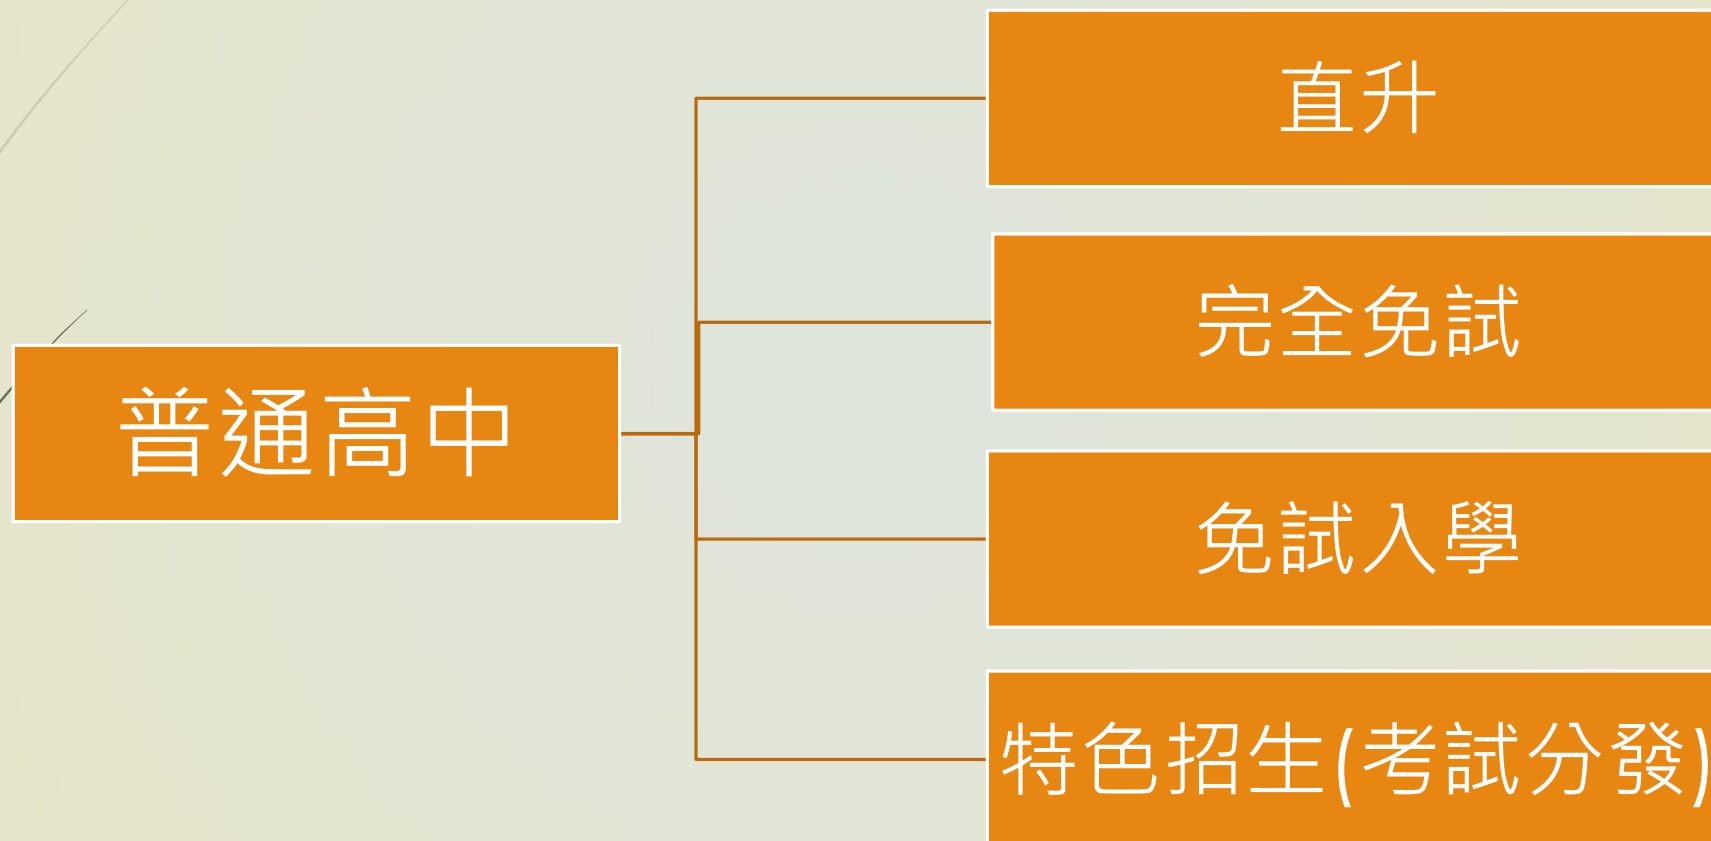 普通高中
直升
完全免試
免試入學
特色招生(考試分發)